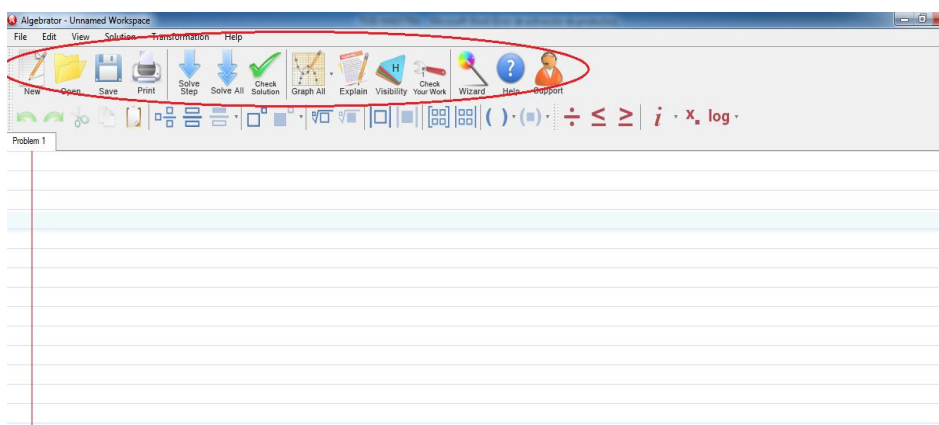 Algebrator - Unnamed Workspace
File Edit View Solution Transformation Help
New Open Save Print Solve Step Solve All Check Solution Graph All Explain Visibility Check Your Work Wizard Help Support
H ?
( ) (■) ÷ ≤ ≥ i x log
Problem 1